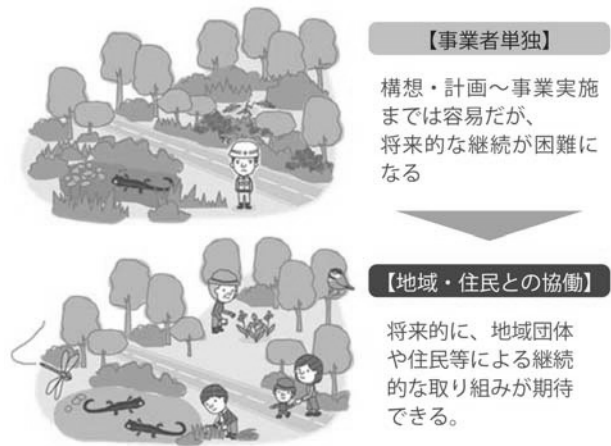 【事業者単独】
構想・計画～事業実施
までは容易だが、
将来的な継続が困難に
なる
【地域・住民との協働】
将来的に、地域団体
や住民等による継続
的な取り組みが期待
できる。